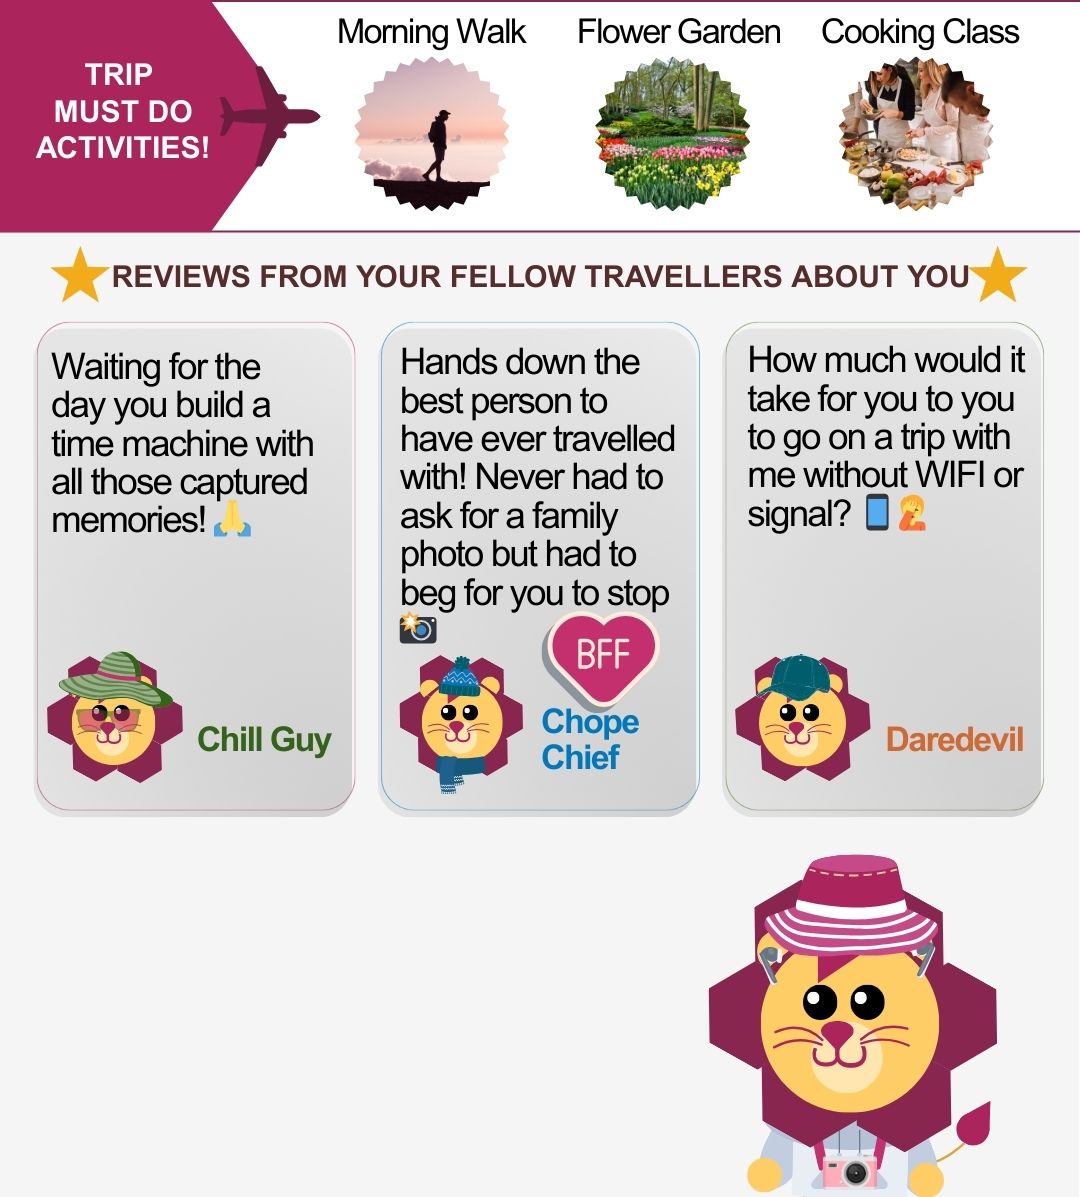 TRIP
MUST DO
ACTIVITIES!
Morning Walk
Flower Garden
Cooking Class
REVIEWS FROM YOUR FELLOW TRAVELLERS ABOUT YOU
Waiting for the
day you build a
time machine with
all those captured
memories! 🙏
Chill Guy
Hands down the
best person to
have ever travelled
with! Never had to
ask for a family
photo but had to
beg for you to stop
📸
BFF
Chope
Chief
How much would it
take for you to you
to go on a trip with
me without WIFI or
signal? 📱🤦
Daredevil